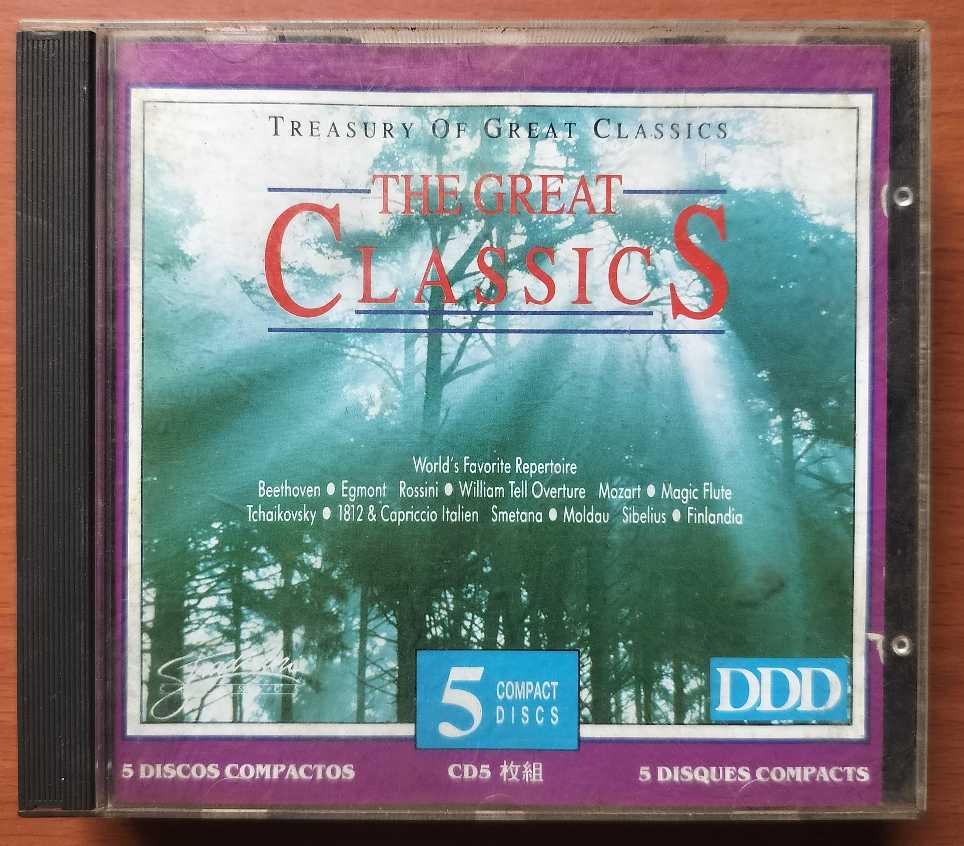 TREASURY OF GREAT CLASSICS
THE GREAT
CLASSICS
World's Favorite Repertoire
Beethoven ● Egmont Rossini ● William Tell Overture Mozart ● Magic Flute
Tchaikovsky ● 1812 & Capriccio Italien Smetana ● Moldau Sibelius ● Finlandia
5 COMPACT
DISCS
DDD
5 DISCOS COMPACTOS CD5 枚組 5 DISQUES COMPACTS